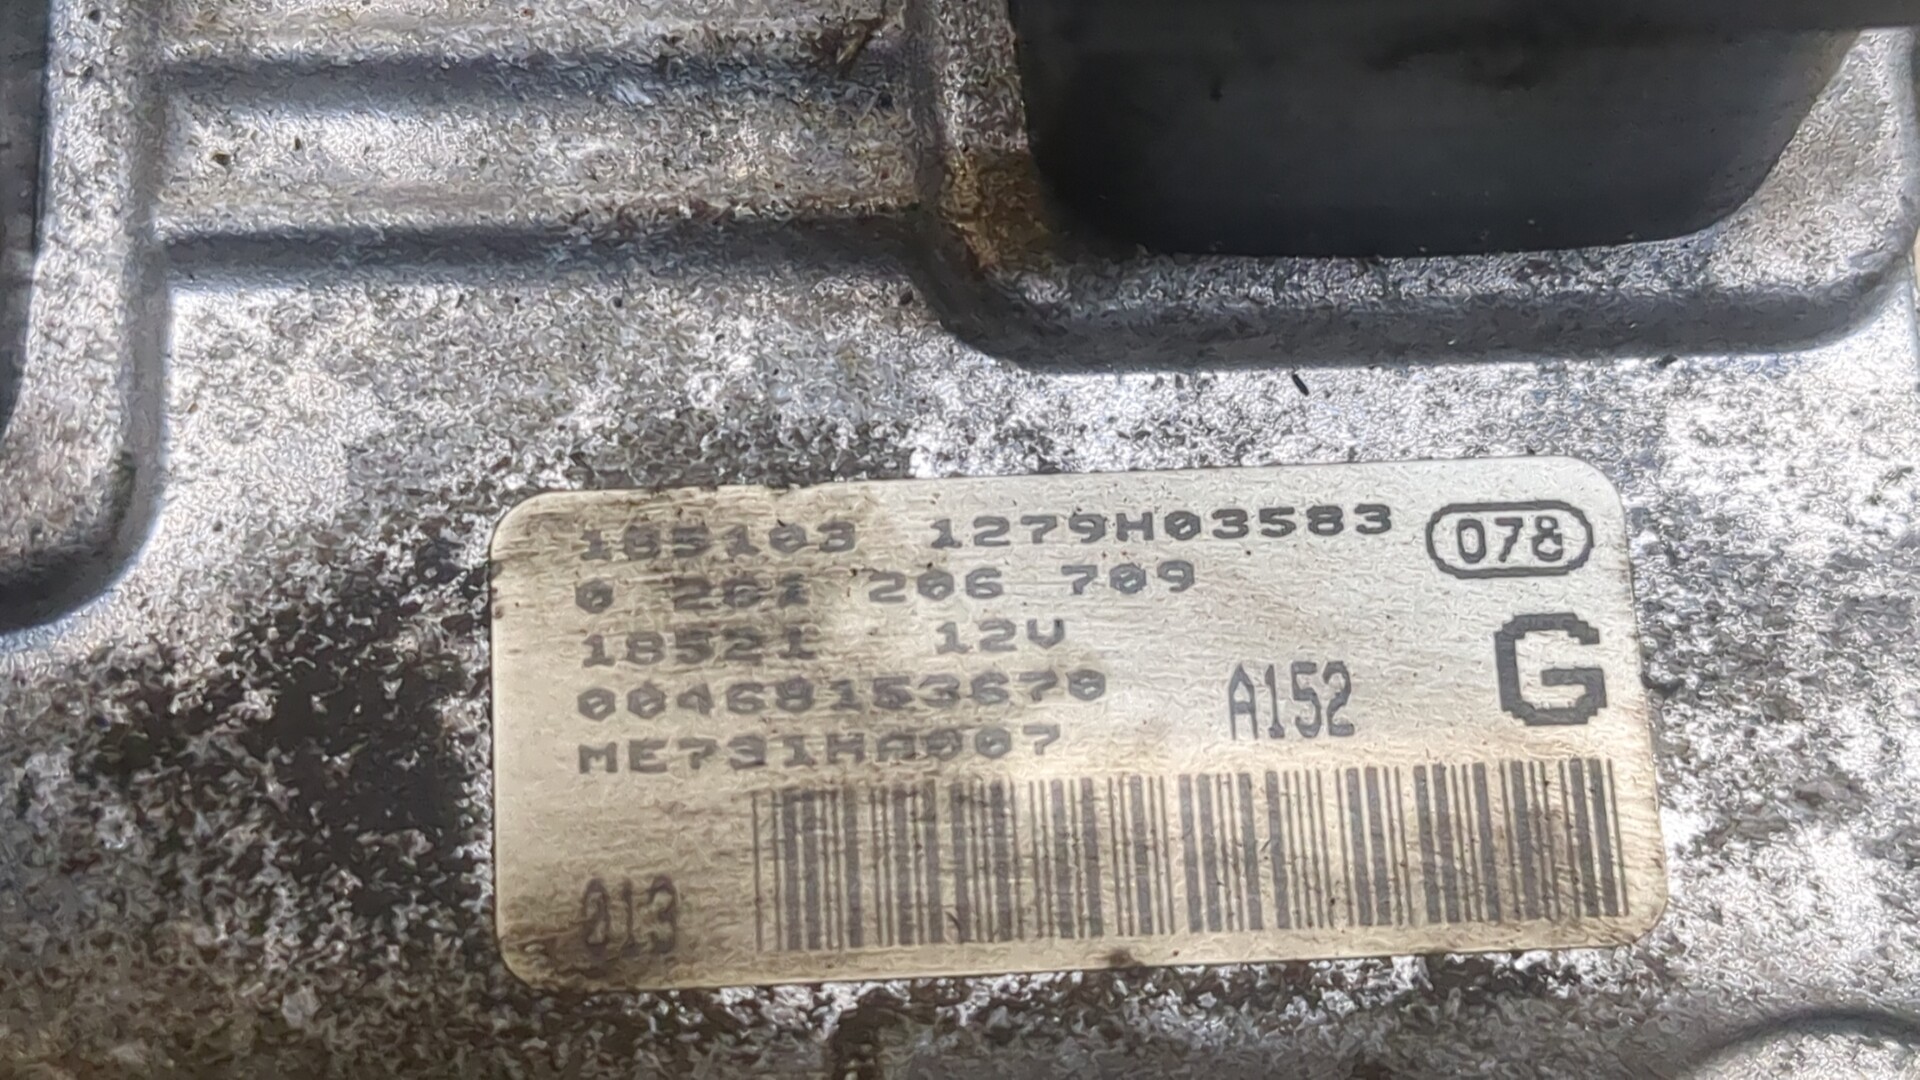 185103 1279H03583 078
0 261 206 709
18521 12V G
00468153670 A152
ME731HA007
013